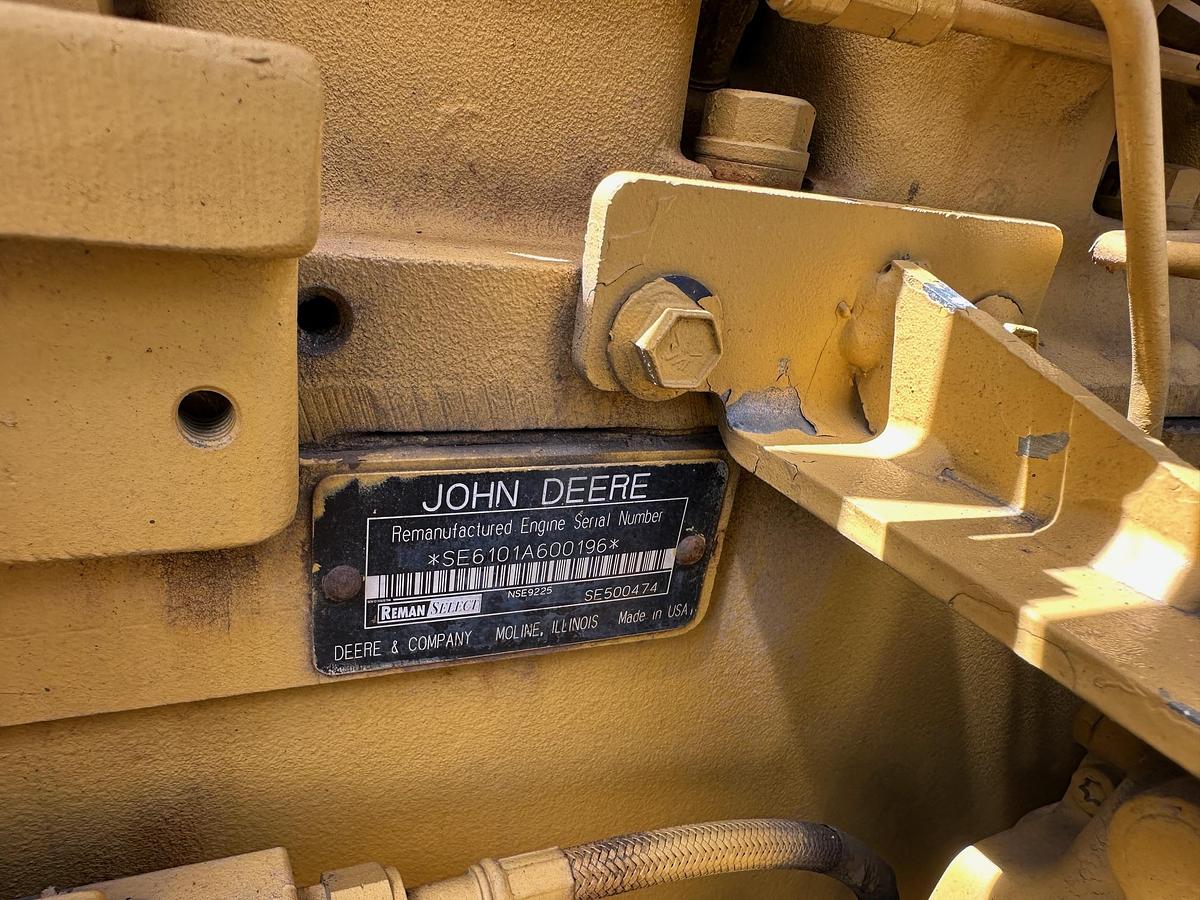 JOHN DEERE
Remanufactured Engine Serial Number
*SE6101A600196*
NSE9225 SE500474
REMAN SELECT
DEERE & COMPANY MOLINE, ILLINOIS Made in USA